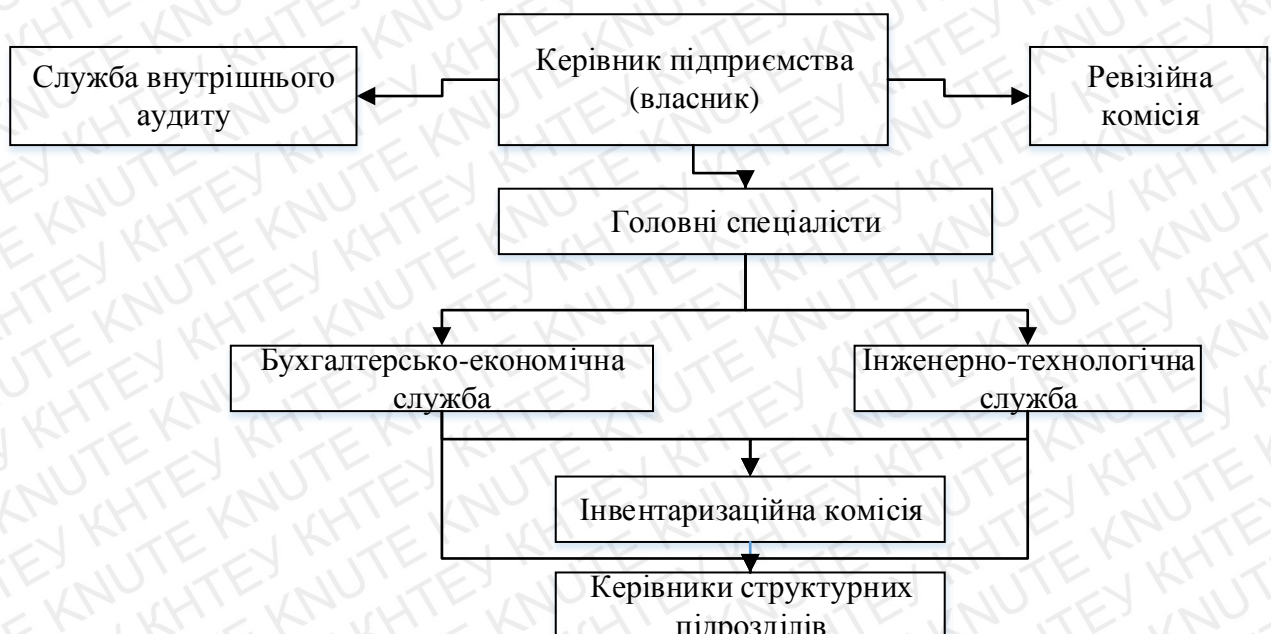 Керівник підприємства
(власник)
Служба внутрішнього
аудиту
Ревізійна
комісія
Головні спеціалісти
Бухгалтерсько-економічна
служба
Інженерно-технологічна
служба
Інвентаризаційна комісія
Керівники структурних
підрозділів